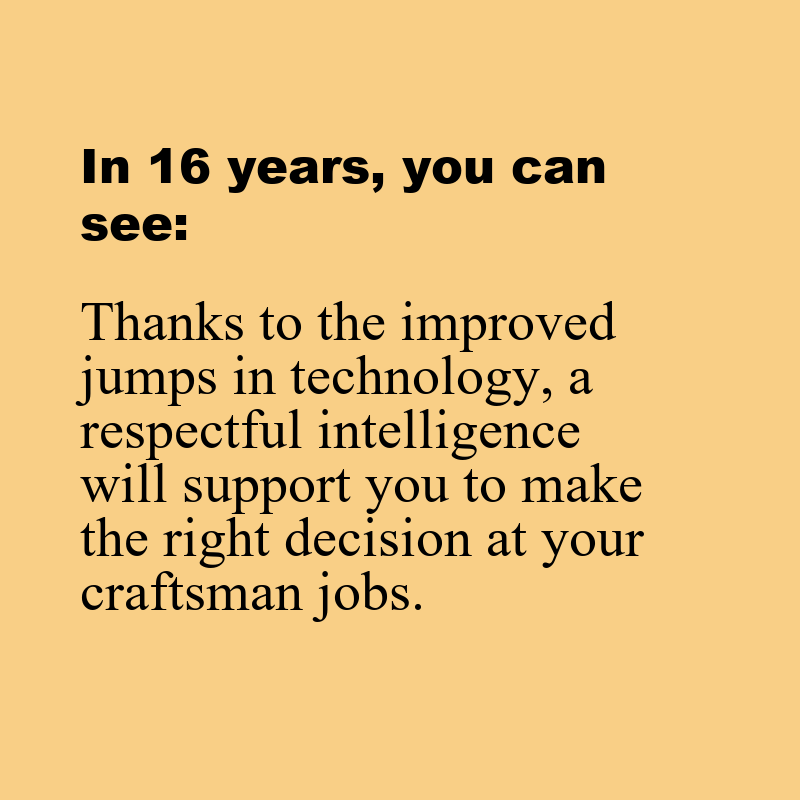 In 16 years, you can
see:
Thanks to the improved
jumps in technology, a
respectful intelligence
will support you to make
the right decision at your
craftsman jobs.